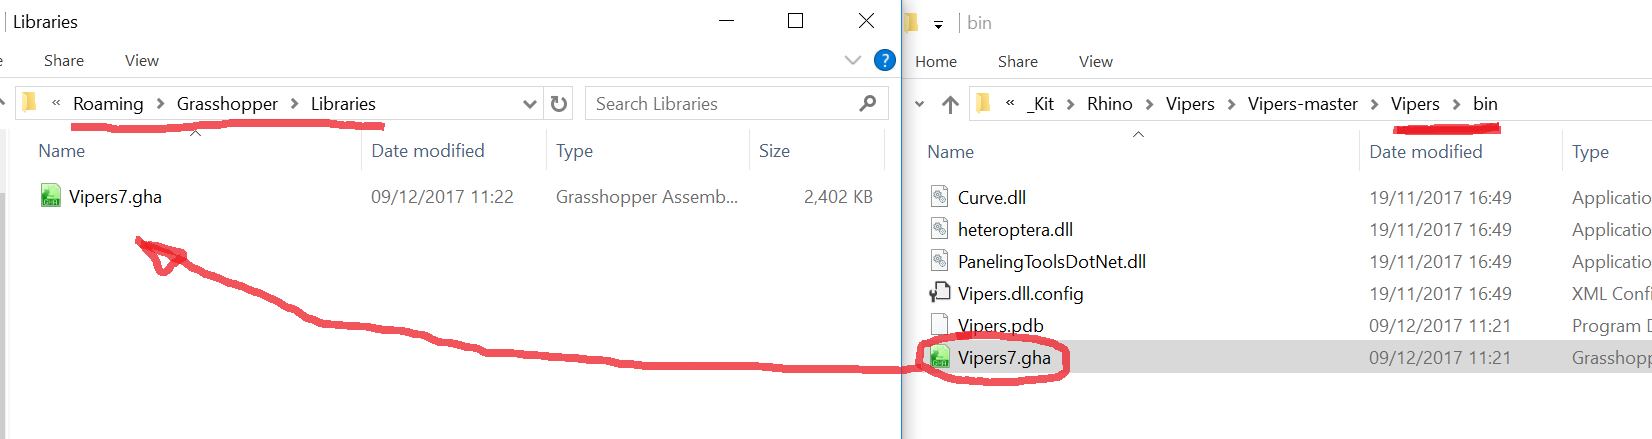 Libraries
Share View
« Roaming > Grasshopper > Libraries
Search Libraries
Name Date modified Type Size
Vipers7.gha 09/12/2017 11:22 Grasshopper Assemb... 2,402 KB
bin
Home Share View
« _Kit > Rhino > Vipers > Vipers-master > Vipers > bin
Name Date modified Type
Curve.dll 19/11/2017 16:49 Applicatio
heteroptera.dll 19/11/2017 16:49 Applicatio
PanelingToolsDotNet.dll 19/11/2017 16:49 Applicatio
Vipers.dll.config 19/11/2017 16:49 XML Confi
Vipers.pdb 09/12/2017 11:21 Program D
Vipers7.gha 09/12/2017 11:21 Grasshopp